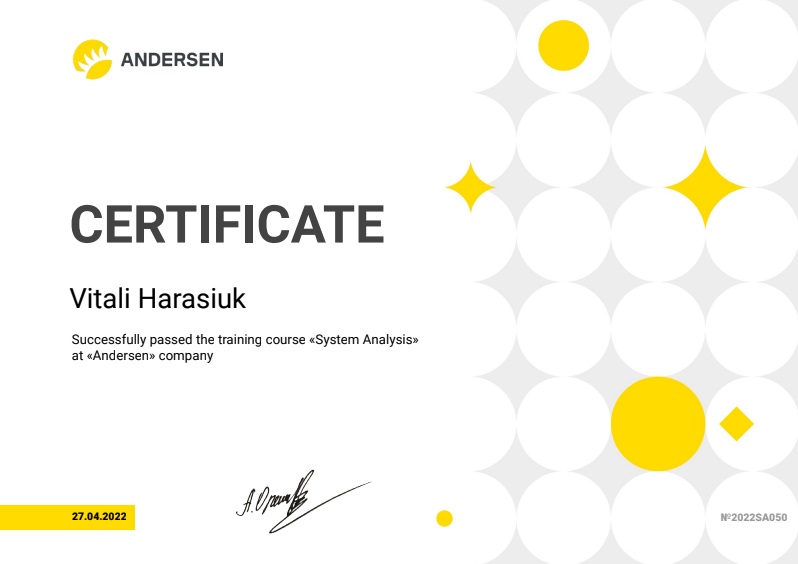 ANDERSEN
CERTIFICATE
Vitali Harasiuk
Successfully passed the training course «System Analysis»
at «Andersen» company
27.04.2022
№2022SA050